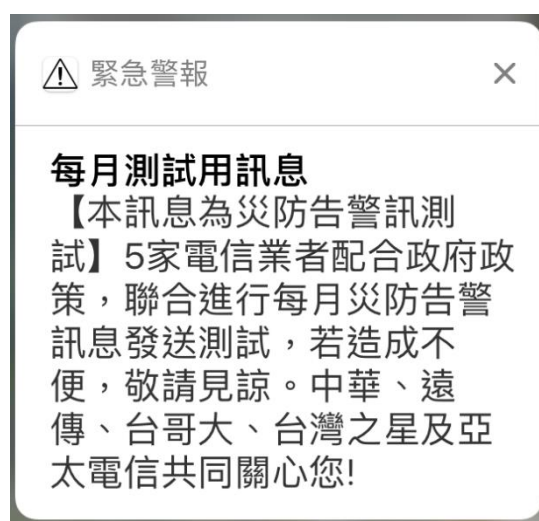 緊急警報
每月測試用訊息
【本訊息為災防告警訊測
試】5家電信業者配合政府政
策，聯合進行每月災防告警
訊息發送測試，若造成不
便，敬請見諒。中華、遠
傳、台哥大、台灣之星及亞
太電信共同關心您!